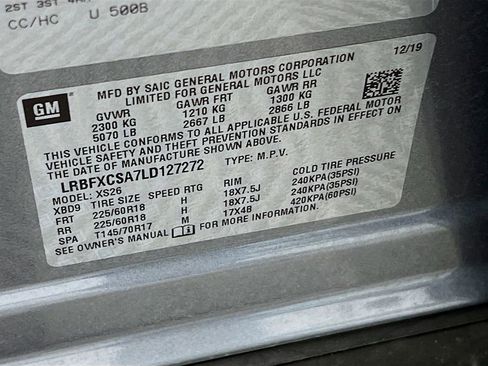 2ST 3ST
CC/HC U 500B
12/19
GM
MFD BY SAIC GENERAL MOTORS CORPORATION
LIMITED FOR GENERAL MOTORS LLC
GVWR GAWR FRT GAWR RR
2300 KG 1210 KG 1300 KG
5070 LB 2667 LB 2866 LB
THIS VEHICLE CONFORMS TO ALL APPLICABLE U.S. FEDERAL MOTOR
VEHICLE SAFETY AND THEFT PREVENTION STANDARDS IN EFFECT ON
THE DATE OF MANUFACTURE SHOWN ABOVE.
LRBFXCSA7LD127272 TYPE: M.P.V.
MODEL: XS26
XBD9 TIRE SIZE SPEED RTG RIM COLD TIRE PRESSURE
FRT 225/60R18 H 18X7.5J 240KPA(35PSI)
RR 225/60R18 H 18X7.5J 240KPA(35PSI)
SPA T145/70R17 M 17X4B 420KPA(60PSI)
SEE OWNER'S MANUAL FOR MORE INFORMATION.